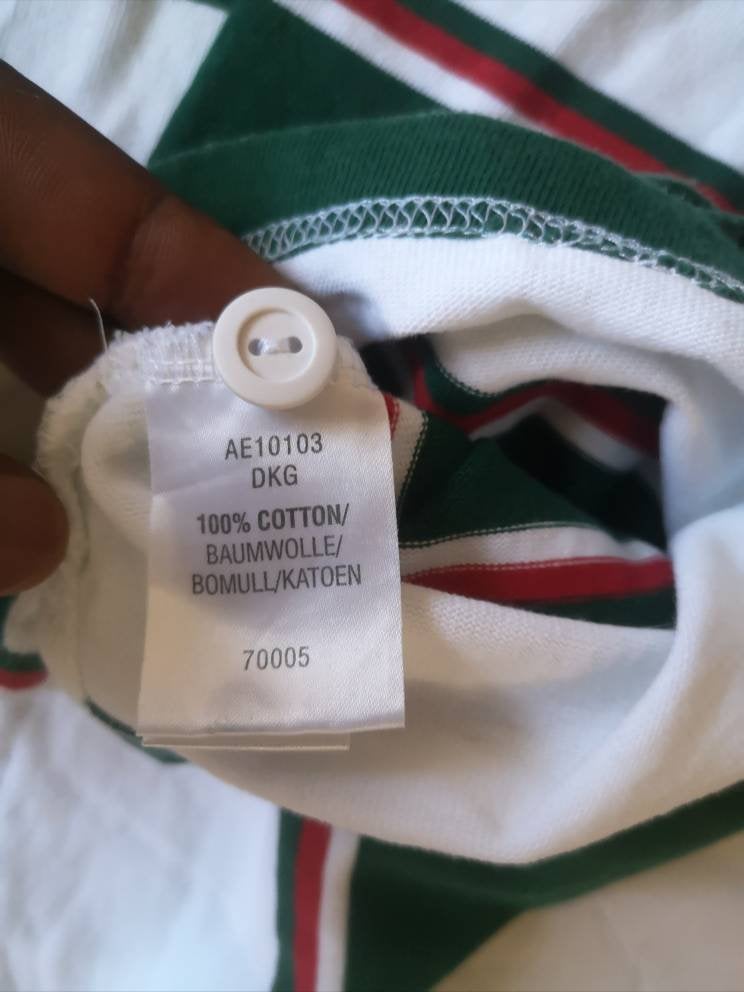 AE10103
DKG
100% COTTON/
BAUMWOLLE/
BOMULL/KATOEN
70005